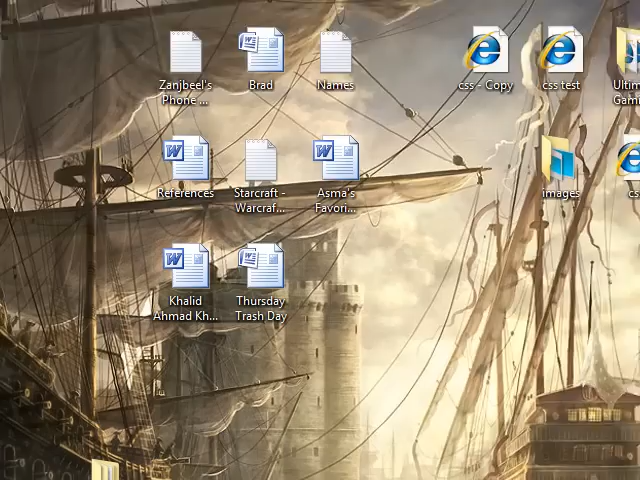 Zanjbeel's
Phone ...
Brad
Names
css - Copy
css test
Ultim
Gami
References
Starcraft -
Warcraf...
Asma's
Favori...
images
cs
Khalid
Ahmad Kh...
Thursday
Trash Day